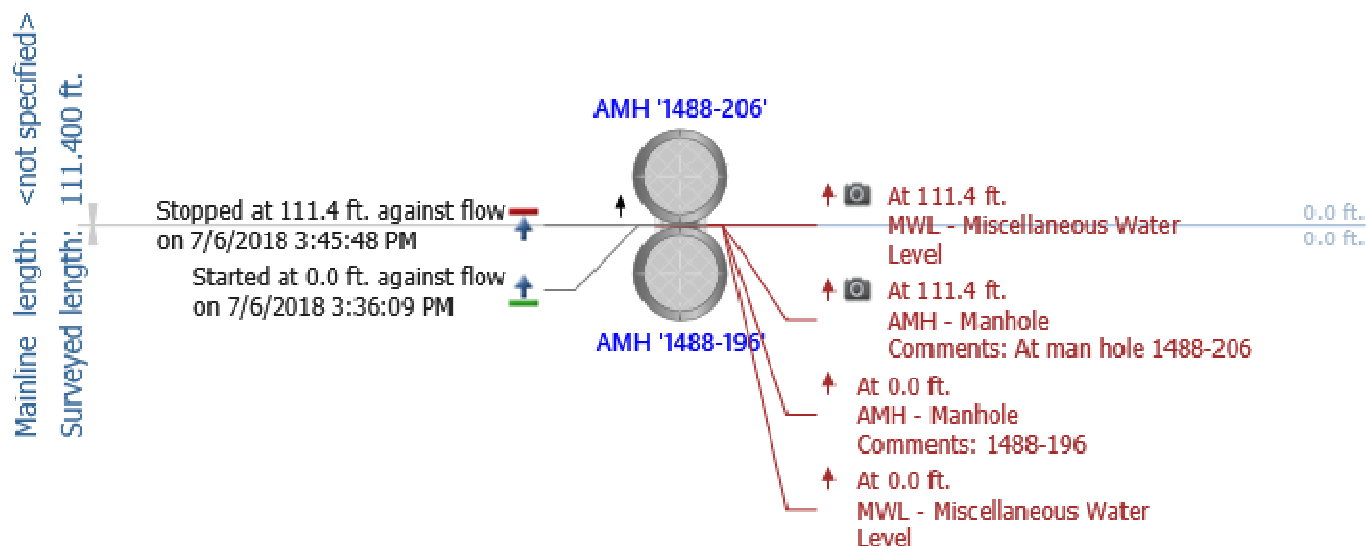 Mainline length: <not specified>
Surveyed length: 111.400 ft.
AMH '1488-206'
Stopped at 111.4 ft. against flow
on 7/6/2018 3:45:48 PM
Started at 0.0 ft. against flow
on 7/6/2018 3:36:09 PM
AMH '1488-196'
At 111.4 ft.
MWL - Miscellaneous Water
Level
At 111.4 ft.
AMH - Manhole
Comments: At man hole 1488-206
At 0.0 ft.
AMH - Manhole
Comments: 1488-196
At 0.0 ft.
MWL - Miscellaneous Water
Level
0.0 ft.
0.0 ft.